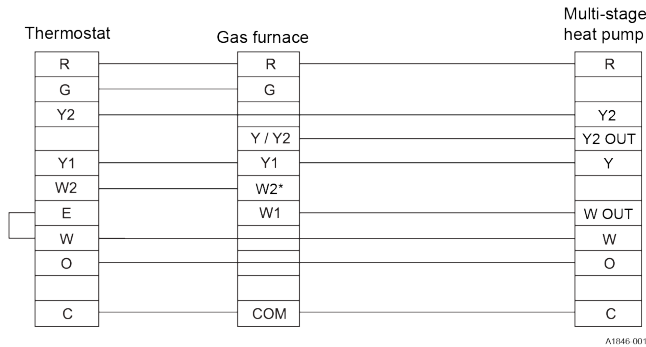 Thermostat
Gas furnace
Multi-stage
heat pump
R R R
G G
Y2 Y2
Y / Y2 Y2 OUT
Y1 Y1 Y
W2 W2*
E W1 W OUT
W W
O O
C COM C
A1846-001